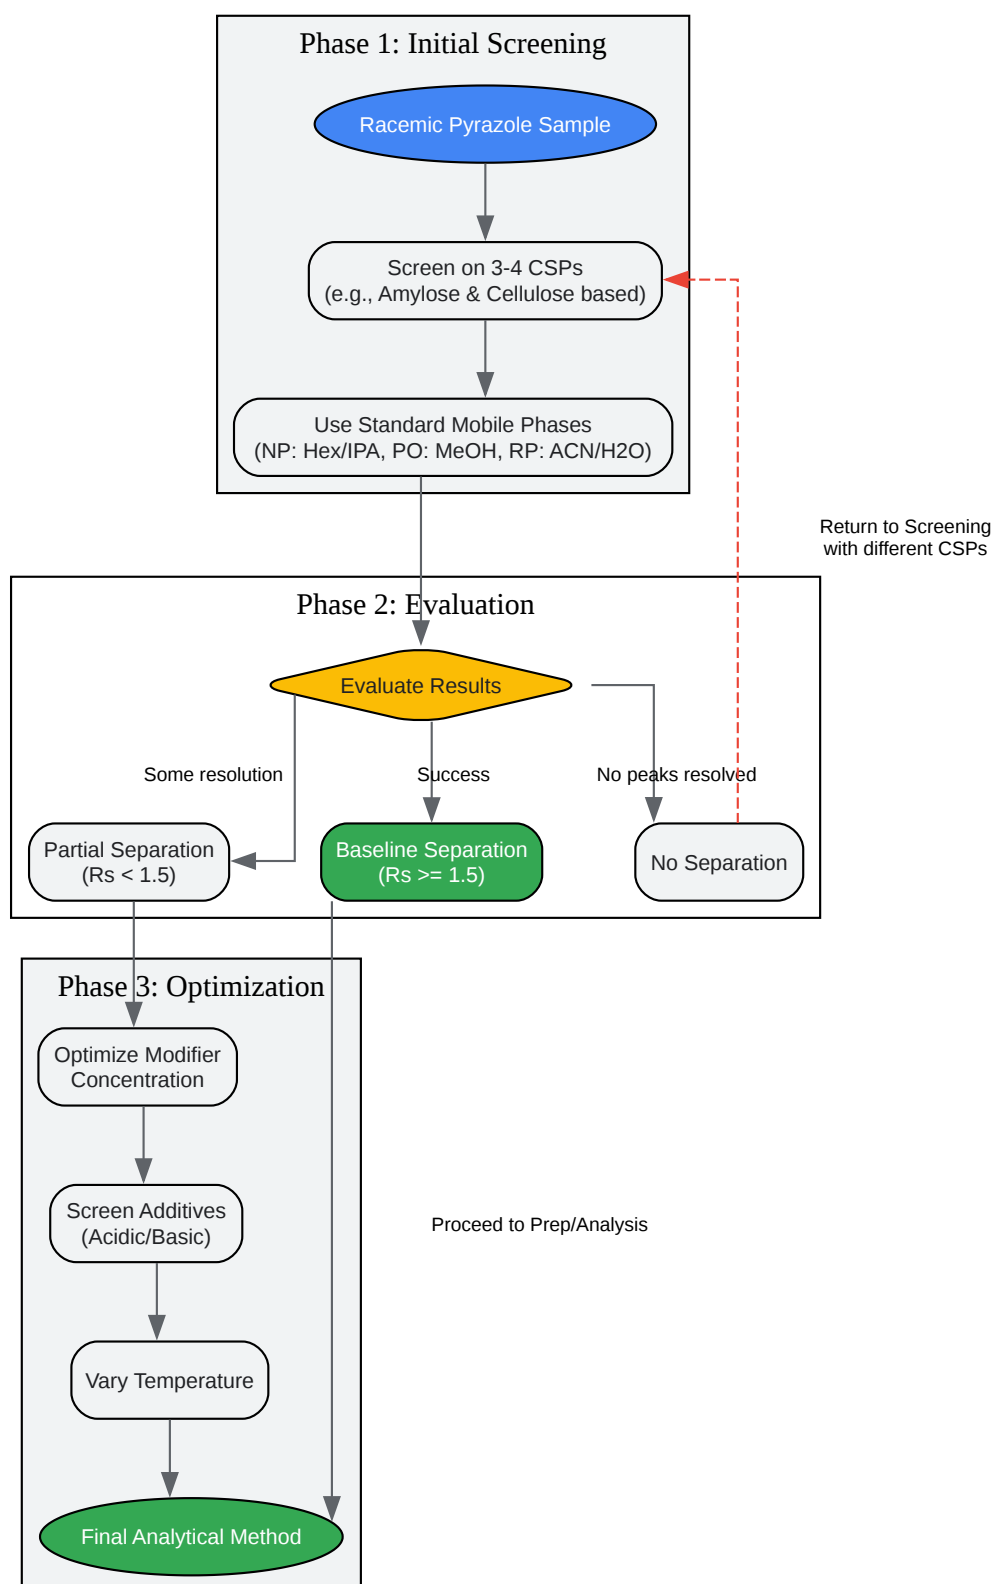 Phase 1: Initial Screening
Racemic Pyrazole Sample
Screen on 3-4 CSPs
(e.g., Amylose & Cellulose based)
Use Standard Mobile Phases
(NP: Hex/IPA, PO: MeOH, RP: ACN/H2O)
Return to Screening
with different CSPs
Phase 2: Evaluation
Evaluate Results
Some resolution
Success
No peaks resolved
Partial Separation
(Rs < 1.5)
Baseline Separation
(Rs >= 1.5)
No Separation
Phase 3: Optimization
Optimize Modifier
Concentration
Screen Additives
(Acidic/Basic)
Proceed to Prep/Analysis
Vary Temperature
Final Analytical Method